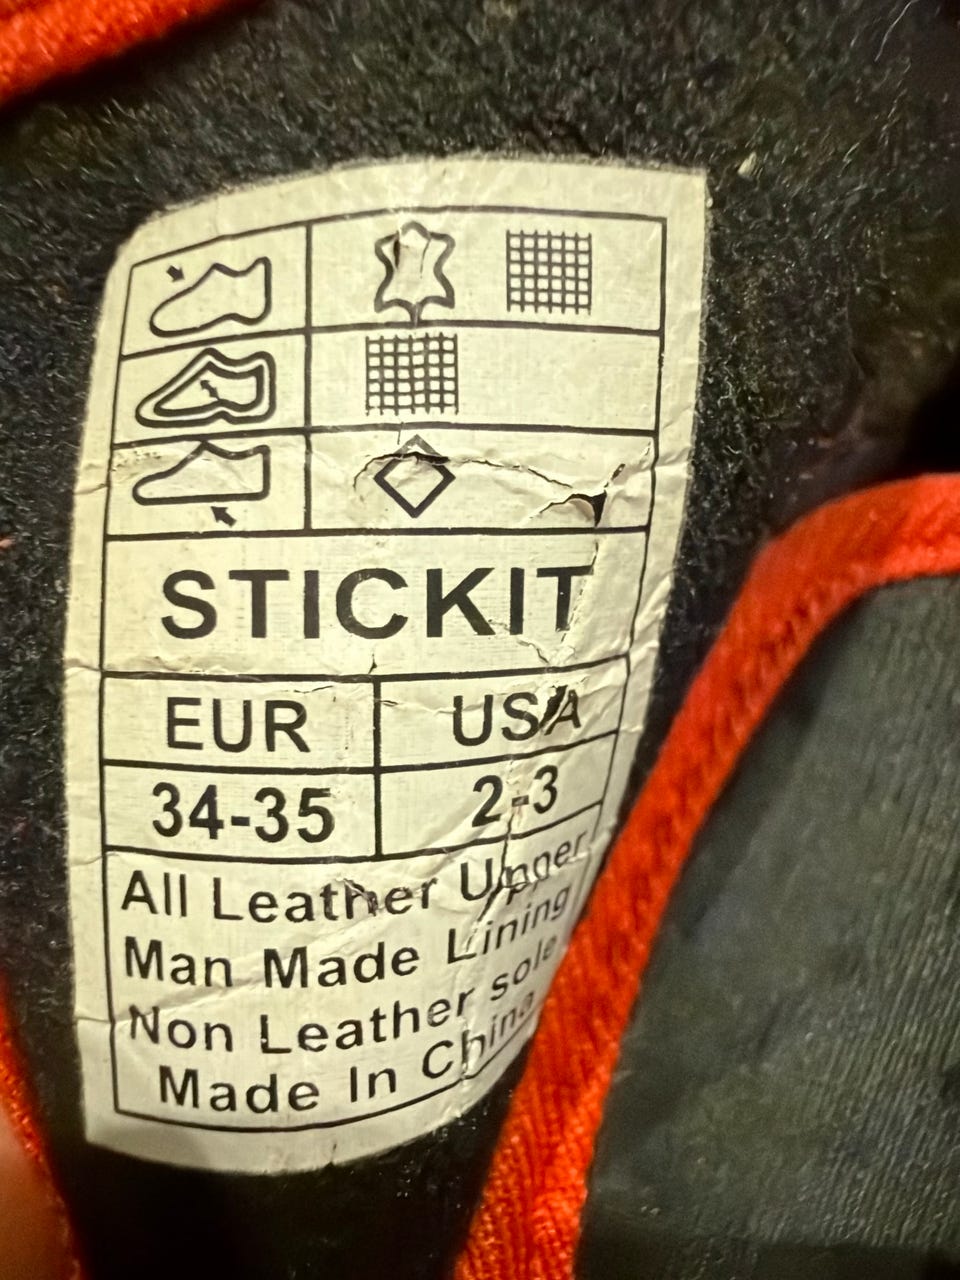 STICKIT
EUR USA
34-35 2-3
All Leather Upper
Man Made Lining
Non Leather sole
Made In China